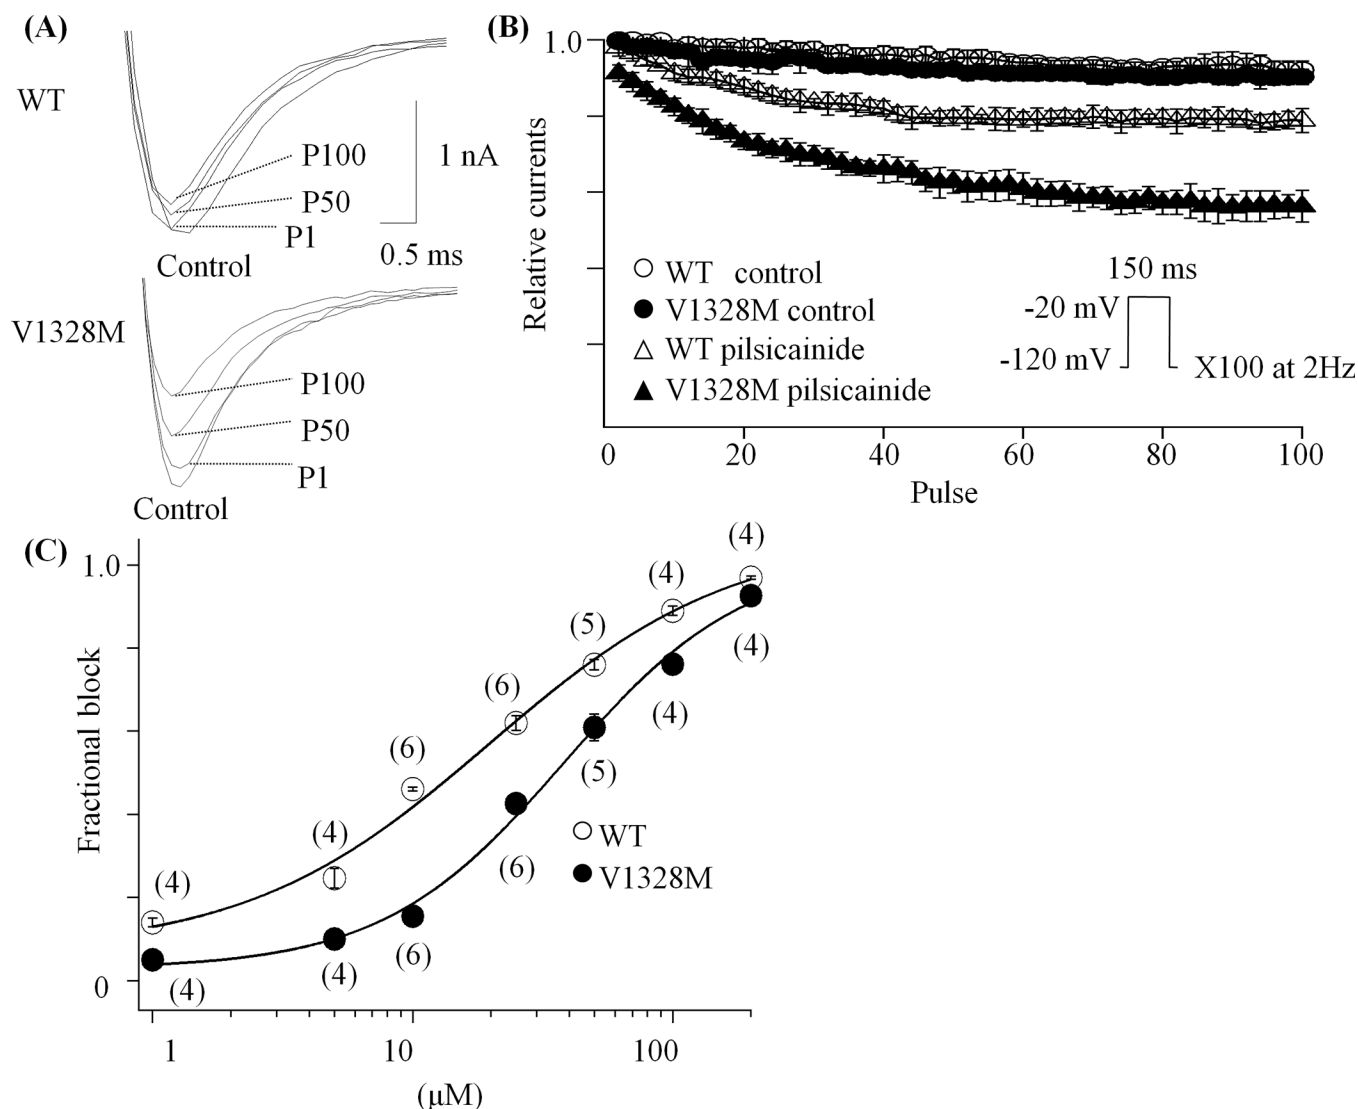 (A)
WT
P100
P50
P1
Control
1 nA
0.5 ms
V1328M
P100
P50
P1
Control
(B)
1.0
Relative currents
WT control
V1328M control
WT pilsicainide
V1328M pilsicainide
150 ms
-20 mV
-120 mV
X100 at 2Hz
0 20 40 60 80 100
Pulse
(C)
1.0
Fractional block
0
(4)
(4)
(6)
(6)
(5)
(4)
(4)
(4)
(4)
(6)
(6)
(5)
(4)
(4)
WT
V1328M
1 10 100
(μM)